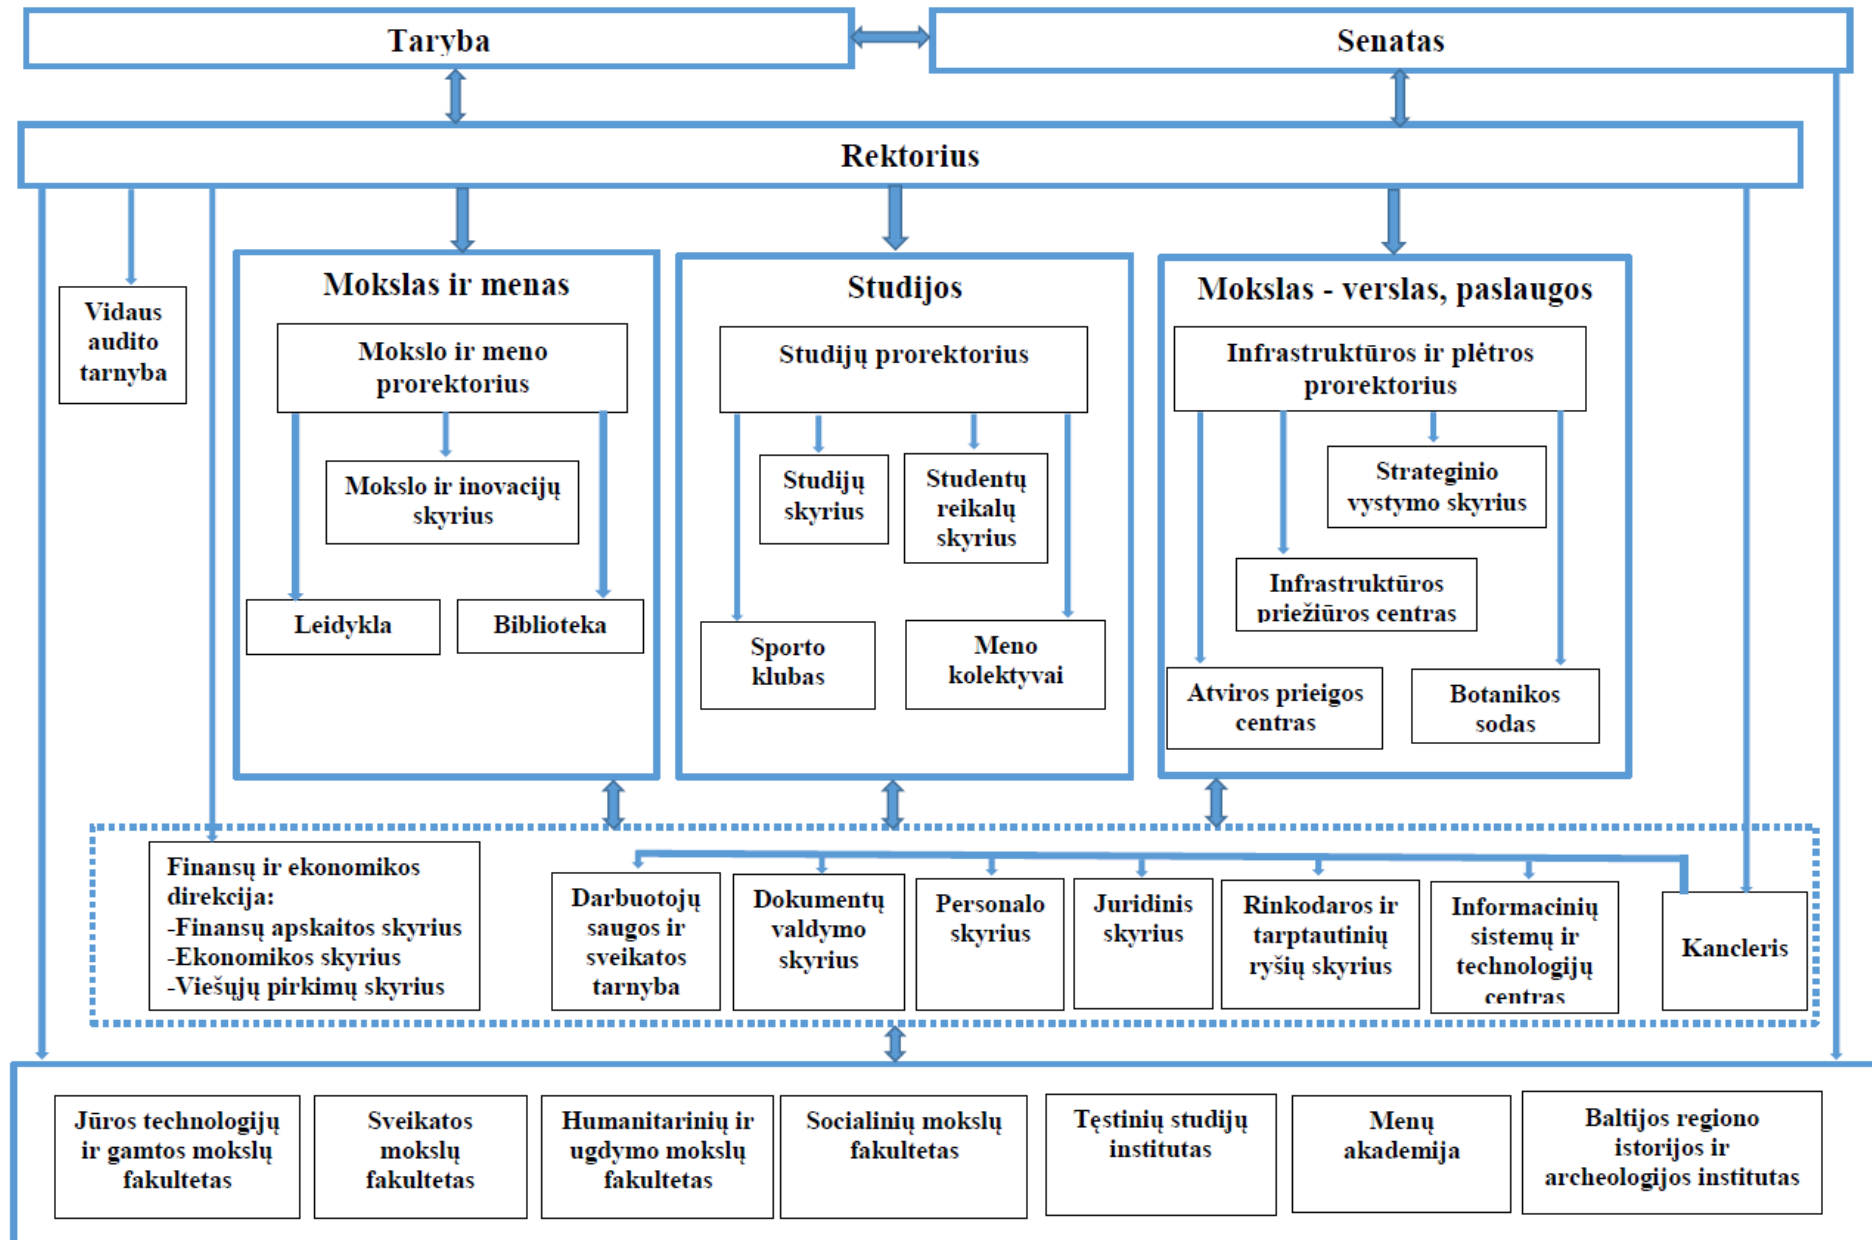 Taryba
Senatas
Rektorius
Vidaus
audito
tarnyba
Mokslas ir menas
Mokslo ir meno
prorektorius
Mokslo ir inovacijų
skyrius
Leidykla
Biblioteka
Studijos
Studijų prorektorius
Studijų
skyrius
Studentų
reikalų
skyrius
Sporto
klubas
Meno
kolektyvai
Mokslas - verslas, paslaugos
Infrastruktūros ir plėtros
prorektorius
Strateginio
vystymo skyrius
Infrastruktūros
priežiūros centras
Atviros prieigos
centras
Botanikos
sodas
Finansų ir ekonomikos
direkcija:
-Finansų apskaitos skyrius
-Ekonomikos skyrius
-Viešųjų pirkimų skyrius
Darbuotojų
saugos ir
sveikatos
tarnyba
Dokumentų
valdymo
skyrius
Personalo
skyrius
Juridinis
skyrius
Rinkodaros ir
tarptautinių
ryšių skyrius
Informacinių
sistemų ir
technologijų
centras
Kancleris
Jūros technologijų
ir gamtos mokslų
fakultetas
Sveikatos
mokslų
fakultetas
Humanitarinių ir
ugdymo mokslų
fakultetas
Socialinių mokslų
fakultetas
Tęstinių studijų
institutas
Menų
akademija
Baltijos regiono
istorijos ir
archeologijos institutas